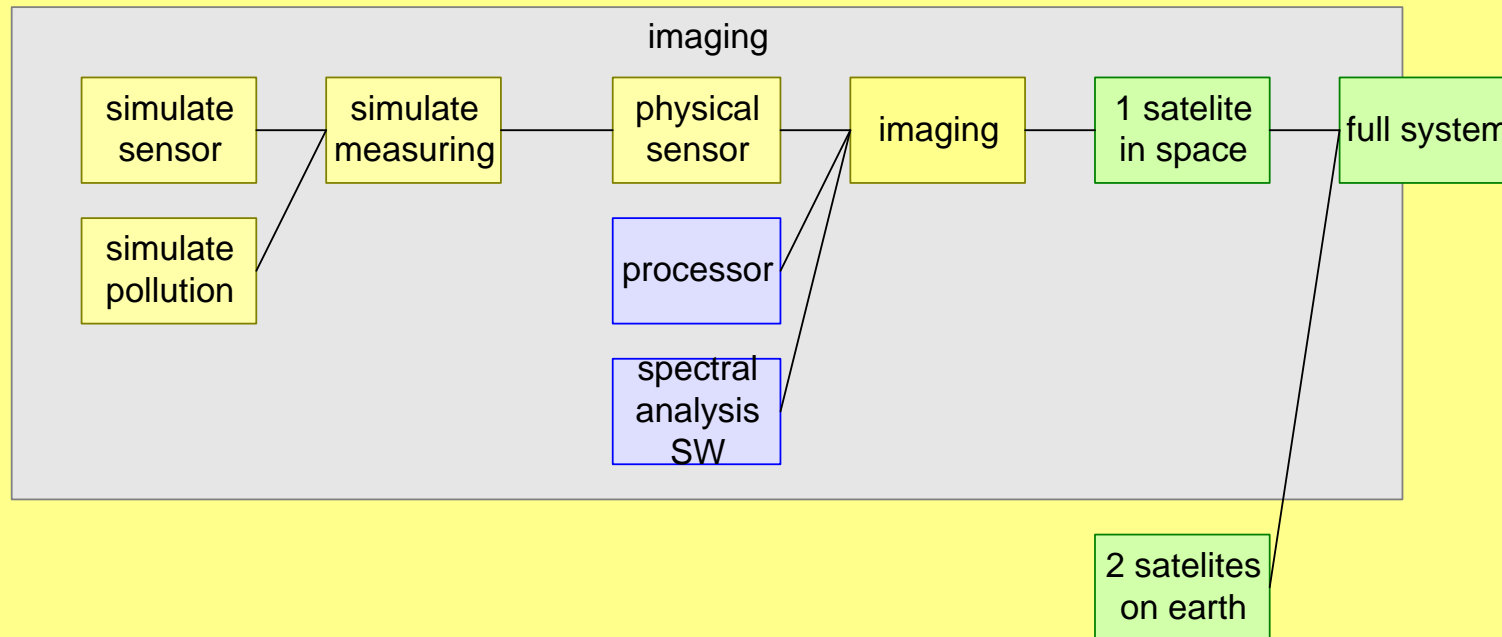 imaging
simulate
sensor
simulate
measuring
physical
sensor
imaging
1 satelite
in space
full system
simulate
pollution
processor
spectral
analysis
SW
2 satelites
on earth